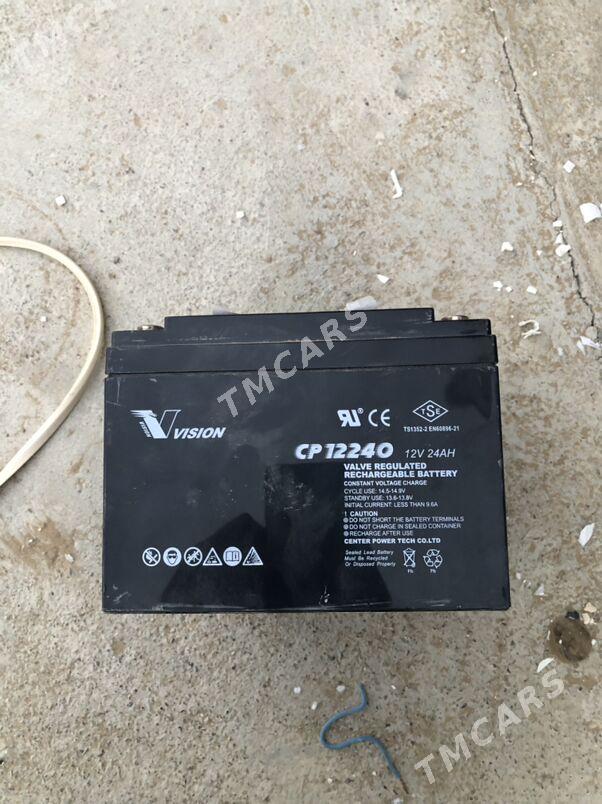 TMCARS
TMCARS
TMCARS
VISION
CE
TSE
TS1352-2 EN60896-21
CP 12240 12V 24AH
VALVE REGULATED
RECHARGEABLE BATTERY
CONSTANT VOLTAGE CHARGE
CYCLE USE: 14.5-14.9V
STANDBY USE: 13.6-13.8V
INITIAL CURRENT: LESS THAN 9.6A
! CAUTION
DO NOT SHORT THE BATTERY TERMINALS
DO NOT CHARGE IN SEALED CONTAINER
RECHARGE AFTER USE
CENTER POWER TECH CO.LTD
Sealed Lead Battery
Must Be Recycled
Or Disposed Properly
Pb Pb
TMCARS